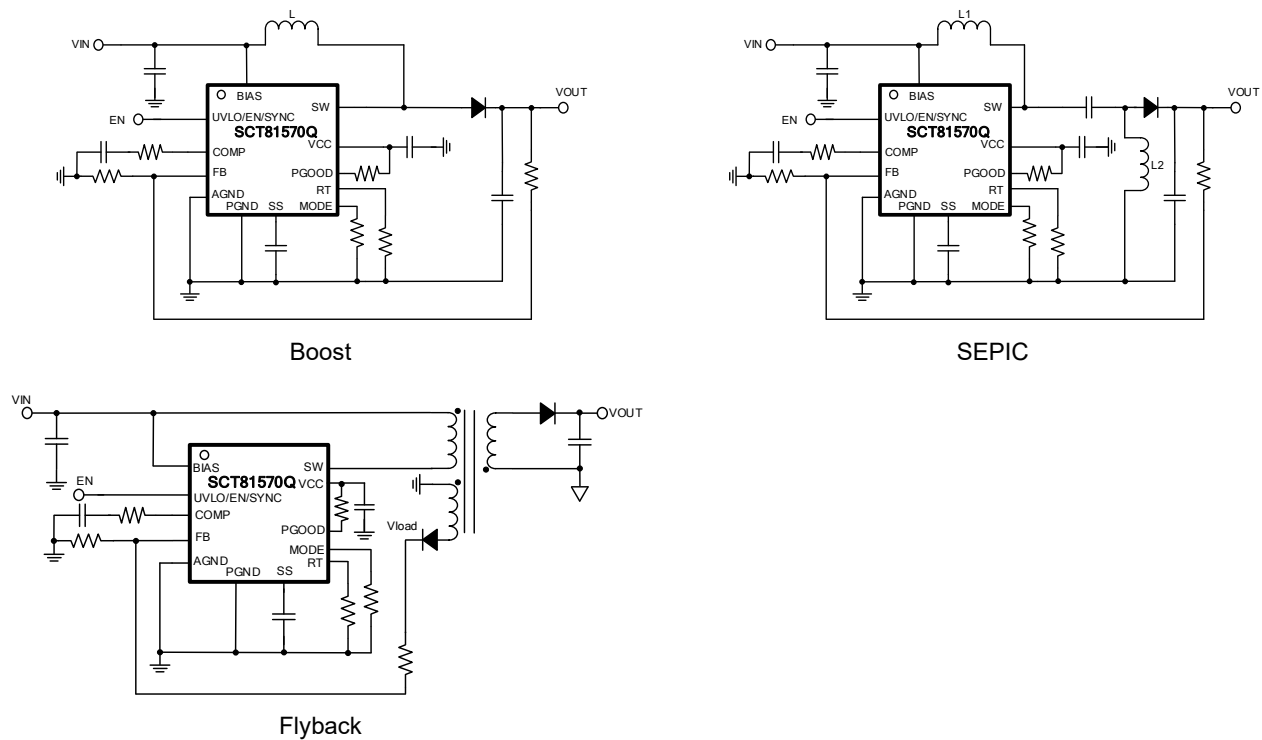 L
VIN
BIAS
SW
VOUT
EN
UVLO/EN/SYNC
SCT81570Q
VCC
COMP
PGOOD
FB
RT
AGND
PGND
SS
MODE
Boost
L1
VIN
BIAS
SW
VOUT
EN
UVLO/EN/SYNC
SCT81570Q
VCC
COMP
PGOOD
L2
FB
RT
AGND
PGND
SS
MODE
SEPIC
VIN
VOUT
BIAS
SW
SCT81570Q
VCC
EN
UVLO/EN/SYNC
COMP
PGOOD
Vload
FB
MODE
AGND
RT
PGND
SS
Flyback